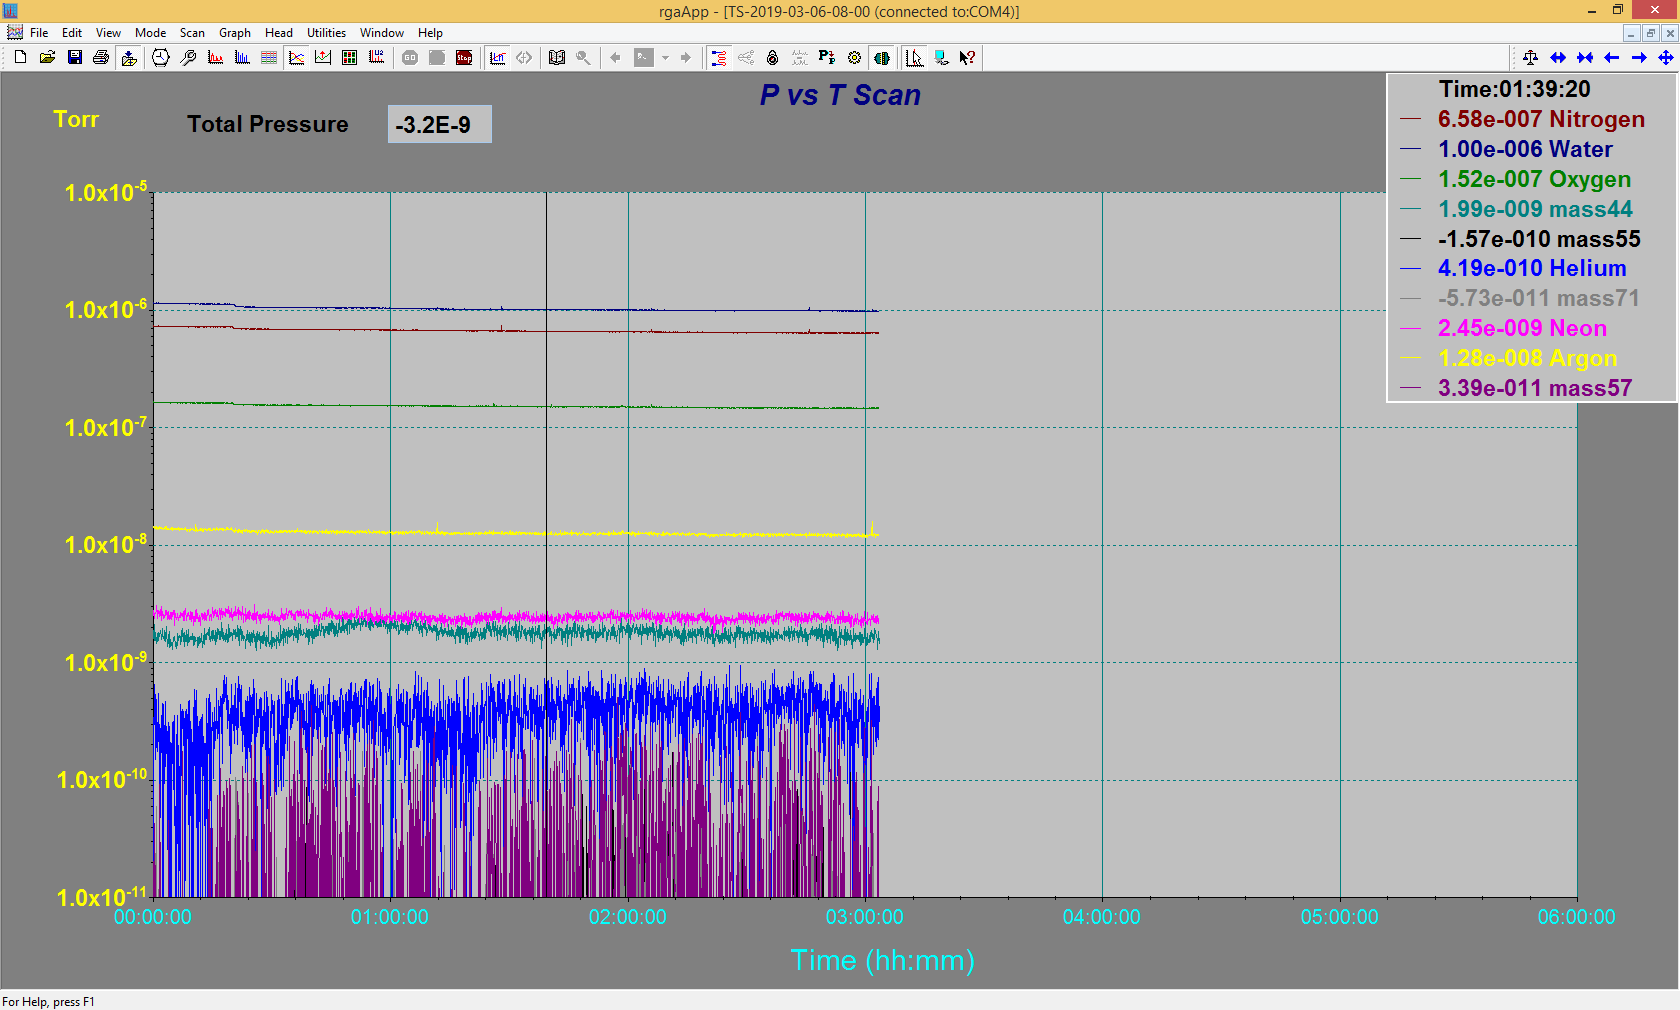 rgaApp - [TS-2019-03-06-08-00 (connected to:COM4)]
File Edit View Mode Scan Graph Head Utilities Window Help
GO Stop
P vs T Scan
Torr
Total Pressure -3.2E-9
Time:01:39:20
6.58e-007 Nitrogen
1.00e-006 Water
1.52e-007 Oxygen
1.99e-009 mass44
-1.57e-010 mass55
4.19e-010 Helium
-5.73e-011 mass71
2.45e-009 Neon
1.28e-008 Argon
3.39e-011 mass57
1.0x10-5
1.0x10-6
1.0x10-7
1.0x10-8
1.0x10-9
1.0x10-10
1.0x10-11
00:00:00 01:00:00 02:00:00 03:00:00 04:00:00 05:00:00 06:00:00
Time (hh:mm)
For Help, press F1